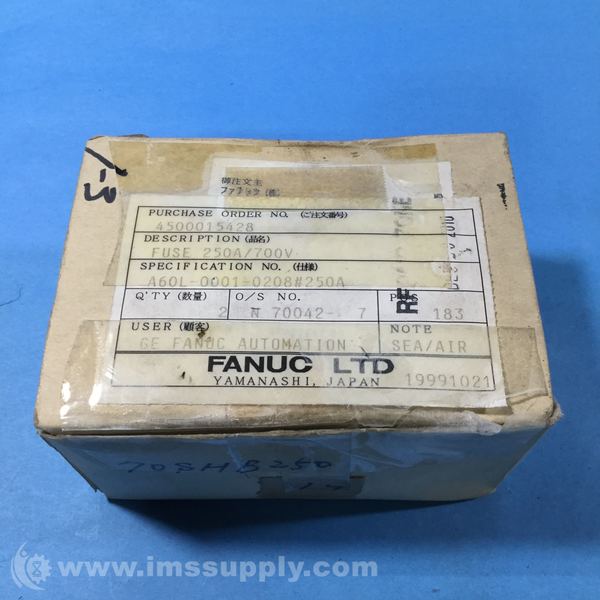 1-3
御注文主
ファナック(株)
PURCHASE ORDER NO. (ご注文番号)
4500015428
DESCRIPTION (品名)
FUSE 250A/700V
SPECIFICATION NO. (仕様)
A60L-0001-0208#250A
Q'TY (数量) O/S NO.
2 N 70042- 7 183
USER (顧客) NOTE
GE FANUC AUTOMATION SEA/AIR
FANUC LTD
YAMANASHI, JAPAN 19991021
70SHB250
www.imssupply.com